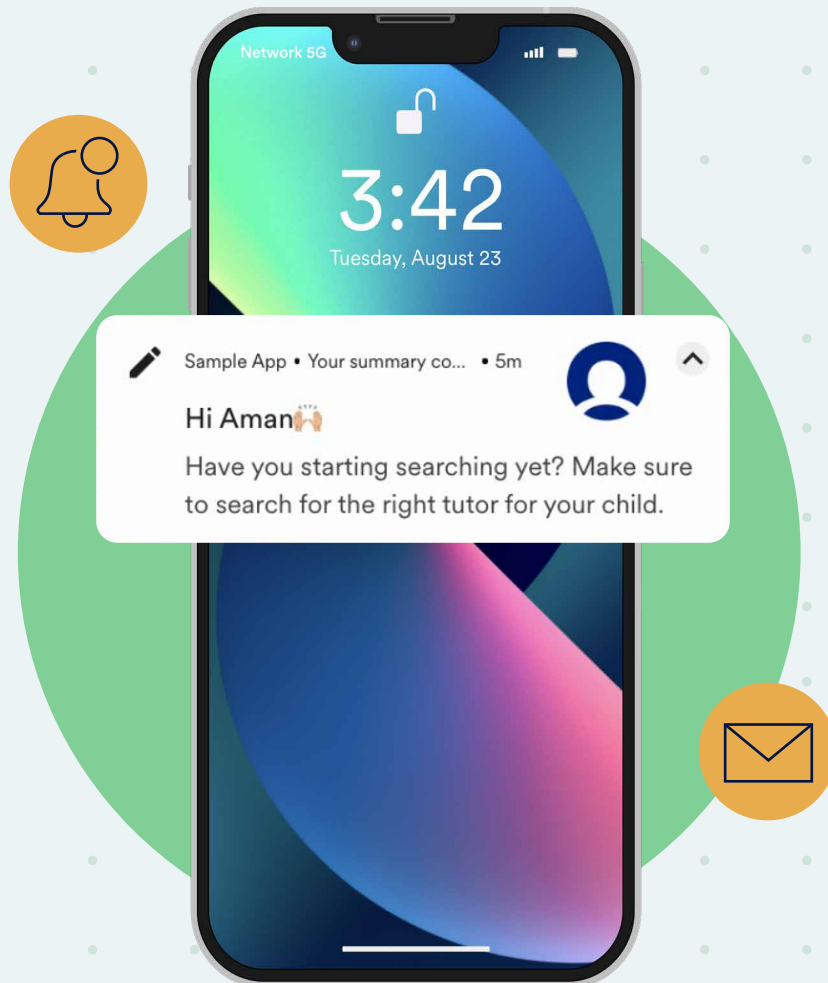 Network 5G
3:42
Tuesday, August 23
Sample App • Your summary co... • 5m
Hi Aman🙌🏼
Have you starting searching yet? Make sure
to search for the right tutor for your child.